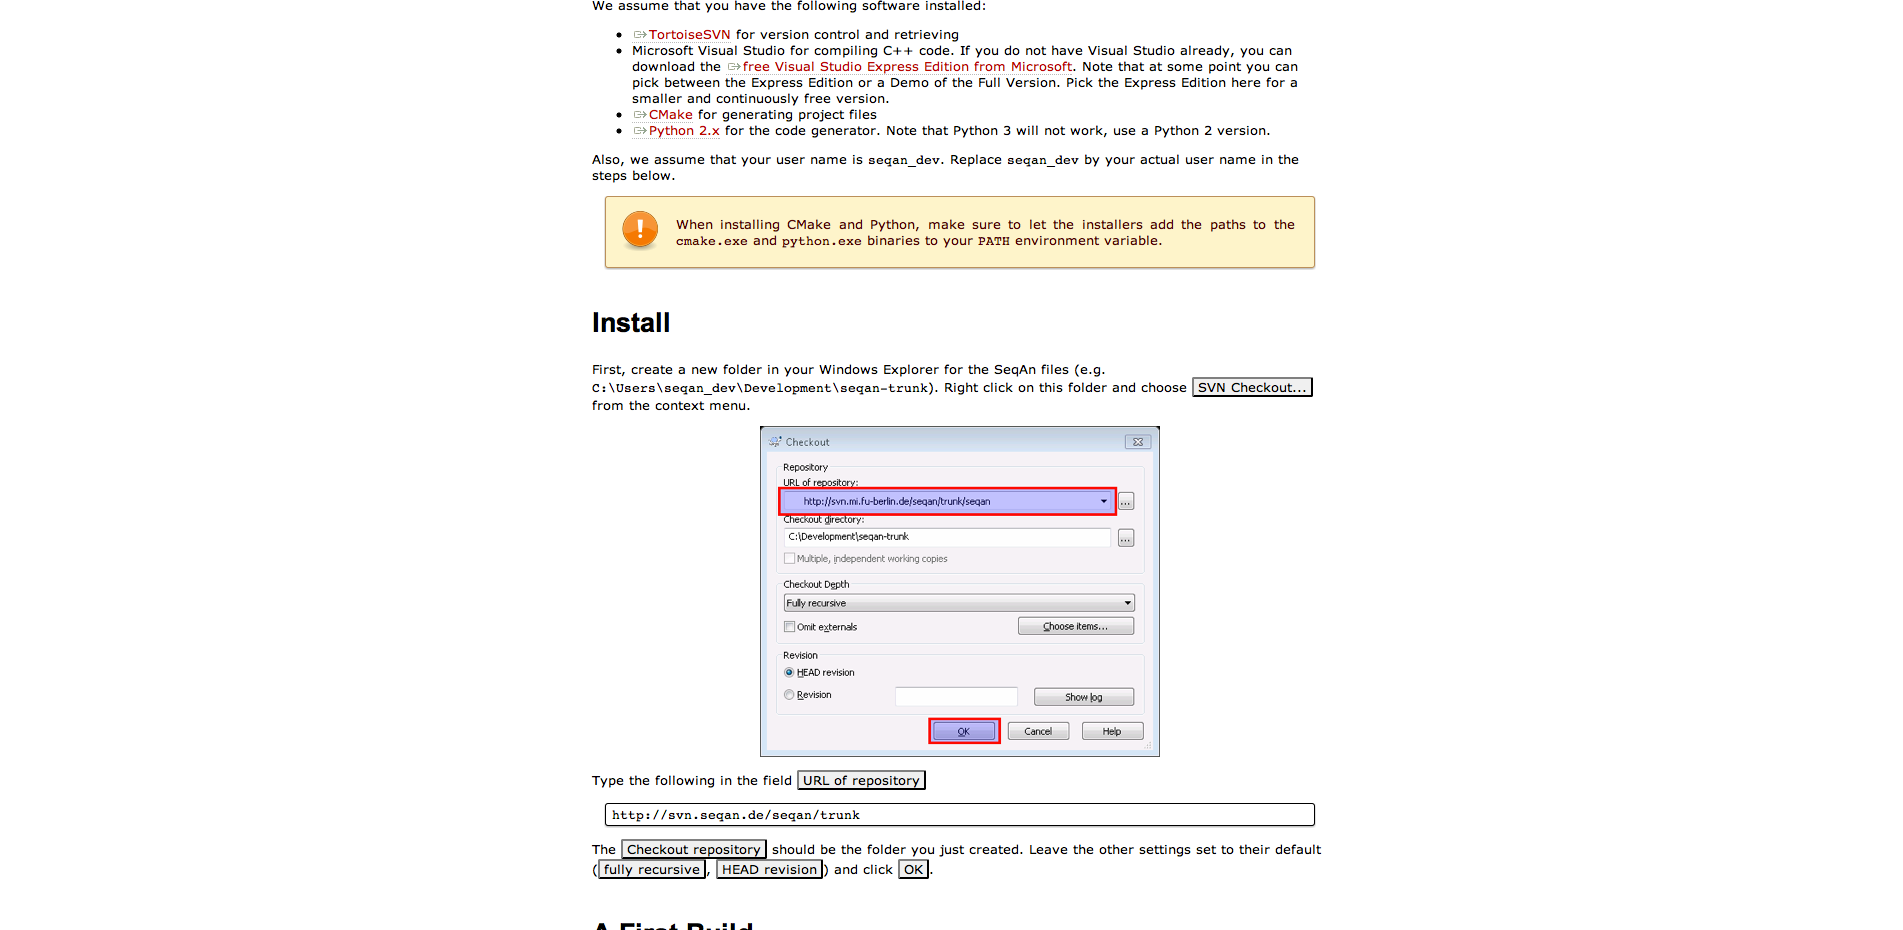 We assume that you have the following software installed:
TortoiseSVN for version control and retrieving
Microsoft Visual Studio for compiling C++ code. If you do not have Visual Studio already, you can
download the free Visual Studio Express Edition from Microsoft. Note that at some point you can
pick between the Express Edition or a Demo of the Full Version. Pick the Express Edition here for a
smaller and continuously free version.
CMake for generating project files
Python 2.x for the code generator. Note that Python 3 will not work, use a Python 2 version.
Also, we assume that your user name is seqan_dev. Replace seqan_dev by your actual user name in the
steps below.
When installing CMake and Python, make sure to let the installers add the paths to the
cmake.exe and python.exe binaries to your PATH environment variable.
Install
First, create a new folder in your Windows Explorer for the SeqAn files (e.g.
C:\Users\seqan_dev\Development\seqan-trunk). Right click on this folder and choose SVN Checkout...
from the context menu.
Checkout
Repository
URL of repository:
http://svn.mi.fu-berlin.de/seqan/trunk/seqan
...
Checkout directory:
C:\Development\seqan-trunk
...
Multiple, independent working copies
Checkout Depth
Fully recursive
Omit externals
Choose items...
Revision
HEAD revision
Revision
Show log
OK
Cancel
Help
Type the following in the field URL of repository
http://svn.seqan.de/seqan/trunk
The Checkout repository should be the folder you just created. Leave the other settings set to their default
(fully recursive, HEAD revision) and click OK.
A First Build